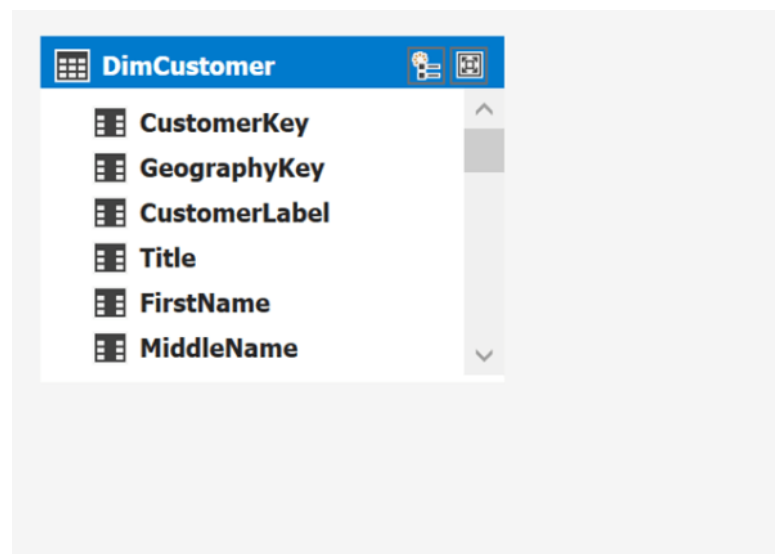 DimCustomer
CustomerKey
GeographyKey
CustomerLabel
Title
FirstName
MiddleName